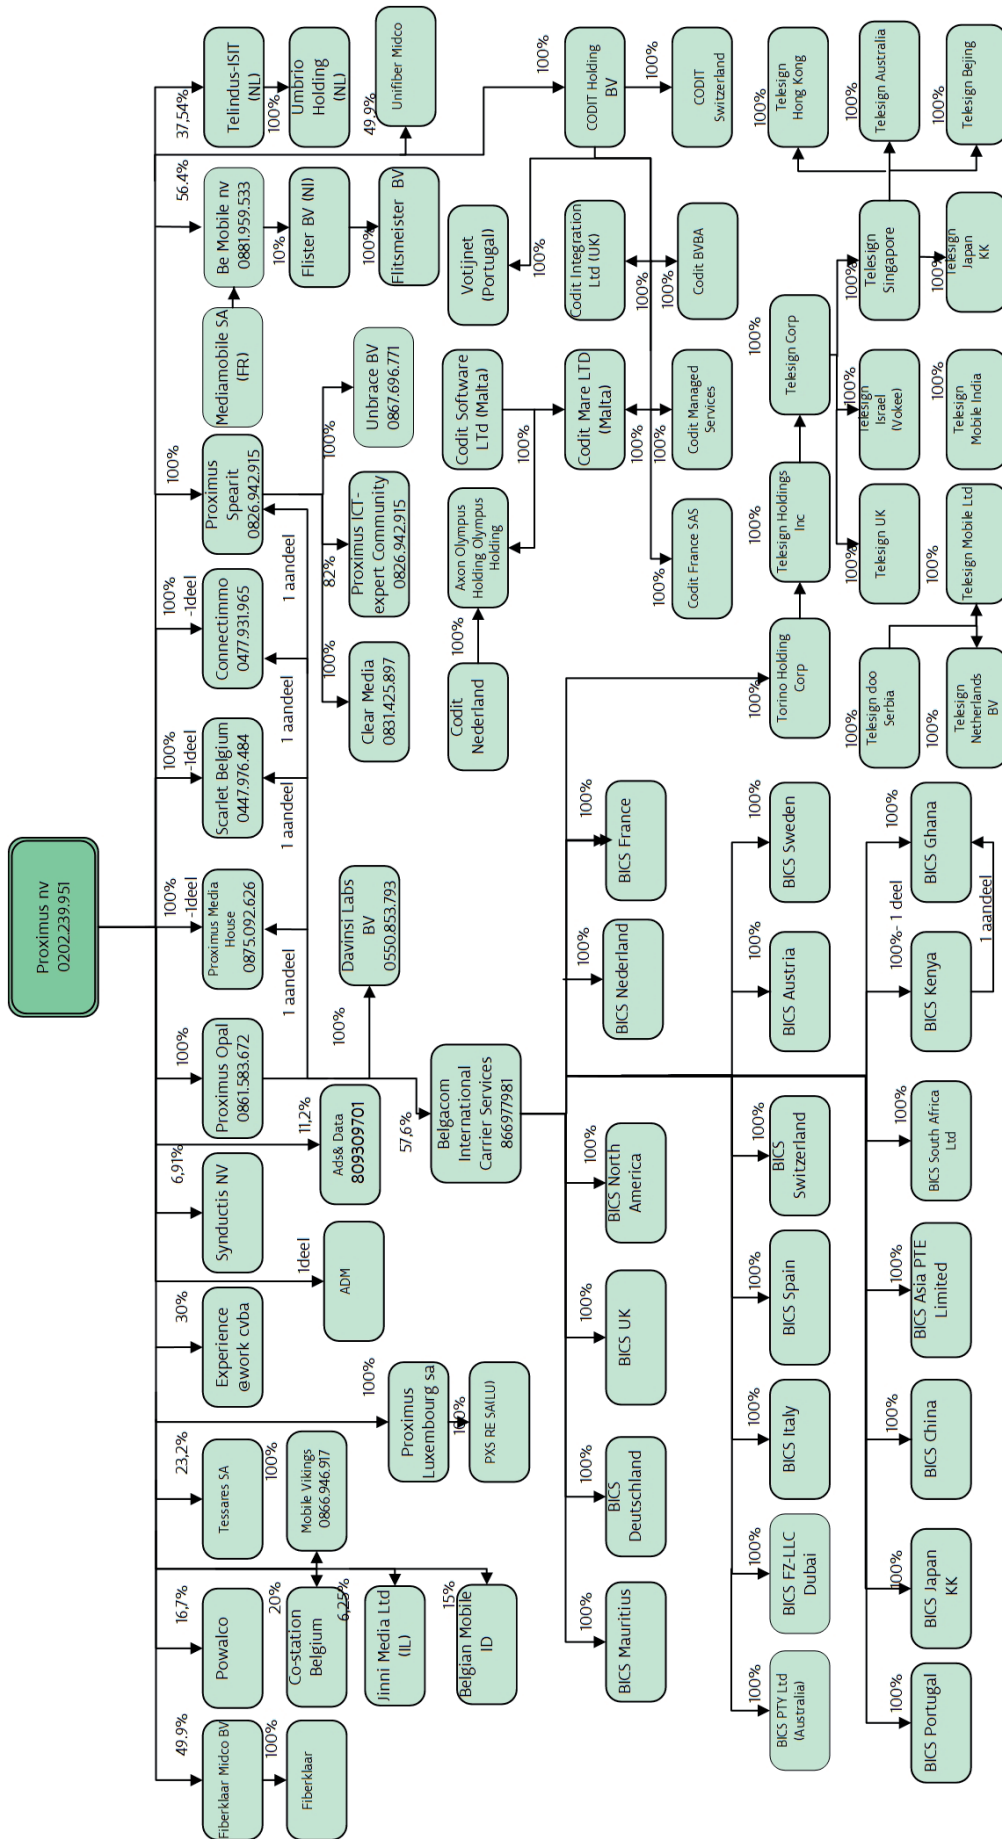 Proximus nv
0202.239.951
49.9%
16,7%
23,2%
30%
6,91%
100%
100%
-1deel
100%
-1deel
100%
-1deel
100%
56.4%
37,54%
Fiberklaar Midco BV
Powalco
Tessares SA
Experience
@work cvba
Synductis NV
Proximus Opal
0861.583.672
Proximus Media
House
0875.092.626
Scarlet Belgium
0447.976.484
Connectimmo
0477.931.965
Proximus
Spearit
0826.942.915
Mediamobile SA
(FR)
Be Mobile nv
0881.959.533
Telindus-ISIT
(NL)
100%
20%
100%
1deel
11,2%
1 aandeel
1 aandeel
1 aandeel
1 aandeel
10%
100%
Fiberklaar
Co-station
Belgium
Mobile Vikings
0866.946.917
ADM
Ads& Data
809309701
Flister BV (NI)
Umbrio
Holding
(NL)
6,25%
100%
100%
100%
82%
100%
100%
49,9%
Jinni Media Ltd
(IL)
Proximus
Luxembourg sa
Davinsi Labs
BV
0550.853.793
Clear Media
0831.425.897
Proximus ICT-
expert Community
0826.942.915
Unbrace BV
0867.696.771
Flitsmeister BV
Unifiber Midco
15%
100%
57,6%
Belgian Mobile
ID
PXS RE SA(LU)
Belgacom
International
Carrier Services
866977981
Codit
Nederland
100%
Axon Olympus
Holding Olympus
Holding
Codit Software
LTd (Malta)
Votijnet
(Portugal)
100%
100%
100%
100%
100%
100%
100%
100%
BICS Mauritius
BICS
Deutschland
BICS UK
BICS North
America
BICS Nederland
BICS France
100%
Codit Mare LTD
(Malta)
100%
Codit Integration
Ltd (UK)
CODIT Holding
BV
100%
100%
100%
100%
100%
100%
Codit France SAS
Codit Managed
Services
Codit BVBA
CODIT
Switzerland
100%
100%
100%
100%
100%
100%
100%
100%
100%
100%
100%
BICS PTY Ltd
(Australia)
BICS FZ-LLC
Dubai
BICS Italy
BICS Spain
BICS
Switzerland
BICS Austria
BICS Sweden
Torino Holding
Corp
Telesign Holdings
Inc
Telesign Corp
Telesign
Hong Kong
100%
100%
100%
100%
100%
Telesign doo
Serbia
Telesign UK
Telesign
Israel
(Vokee)
Telesign
Singapore
Telesign Australia
100%
100%
100%
100%
100%
100%- 1 deel
100%
100%
100%
100%
100%
100%
BICS Portugal
BICS Japan
KK
BICS China
BICS Asia PTE
Limited
BICS South Africa
Ltd
BICS Kenya
BICS Ghana
Telesign
Netherlands
BV
Telesign Mobile Ltd
Telesign
Mobile India
Telesign
Japan
KK
Telesign Bejing
1 aandeel